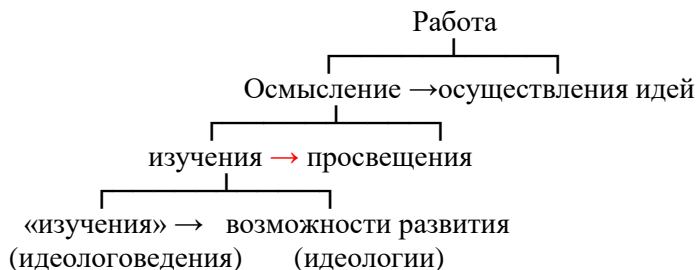 Работа
Осмысление →осуществления идей
изучения → просвещения
«изучения» → возможности развития
(идеологоведения) (идеологии)